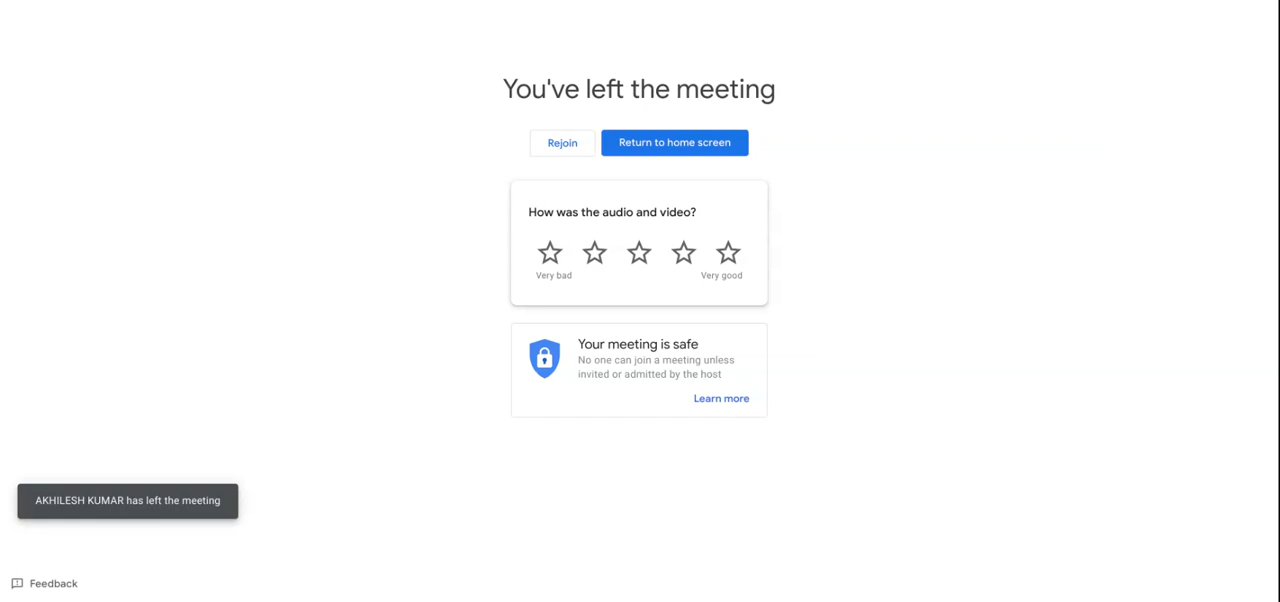 You've left the meeting
Rejoin
Return to home screen
How was the audio and video?
Very bad
Very good
Your meeting is safe
No one can join a meeting unless
invited or admitted by the host
Learn more
AKHILESH KUMAR has left the meeting
Feedback